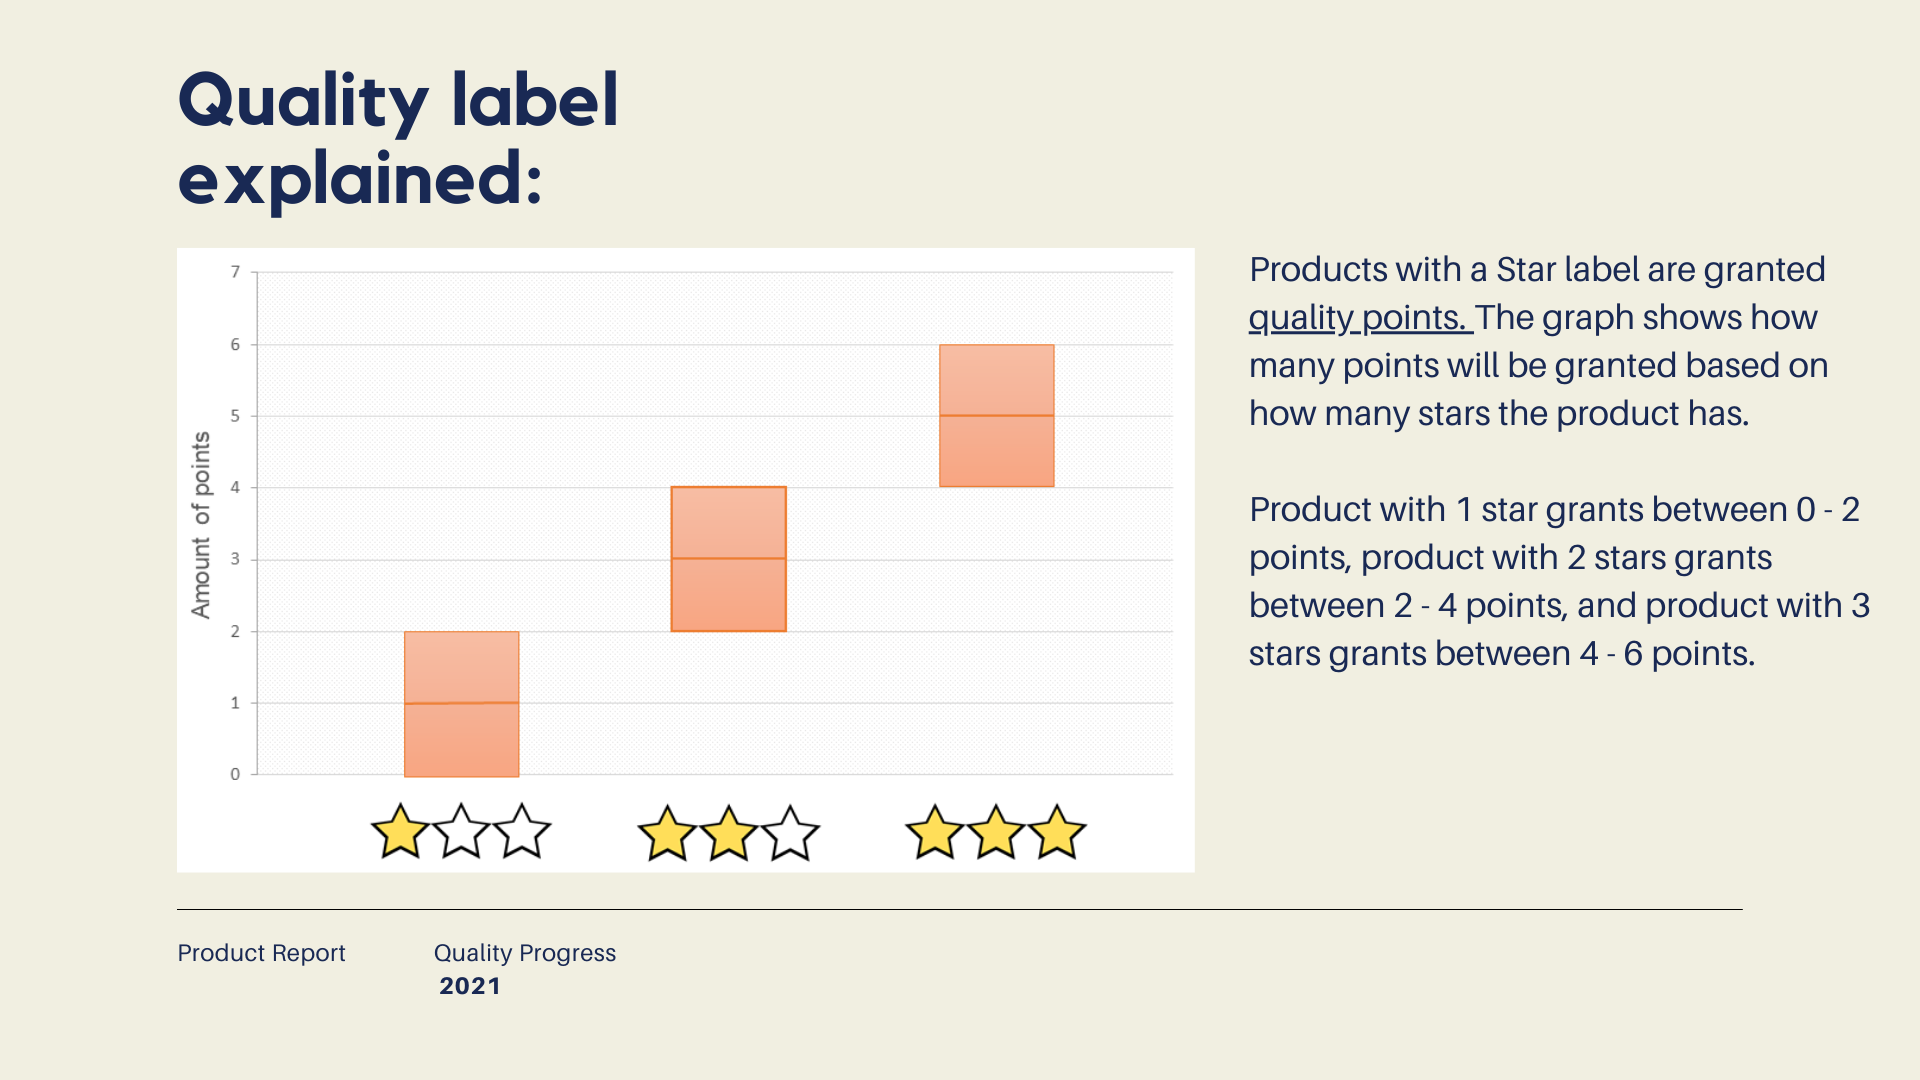 Quality label
explained:
7
6
5
4
3
2
1
0
Amount of points
Products with a Star label are granted
quality points. The graph shows how
many points will be granted based on
how many stars the product has.
Product with 1 star grants between 0 - 2
points, product with 2 stars grants
between 2 - 4 points, and product with 3
stars grants between 4 - 6 points.
Product Report
Quality Progress
2021